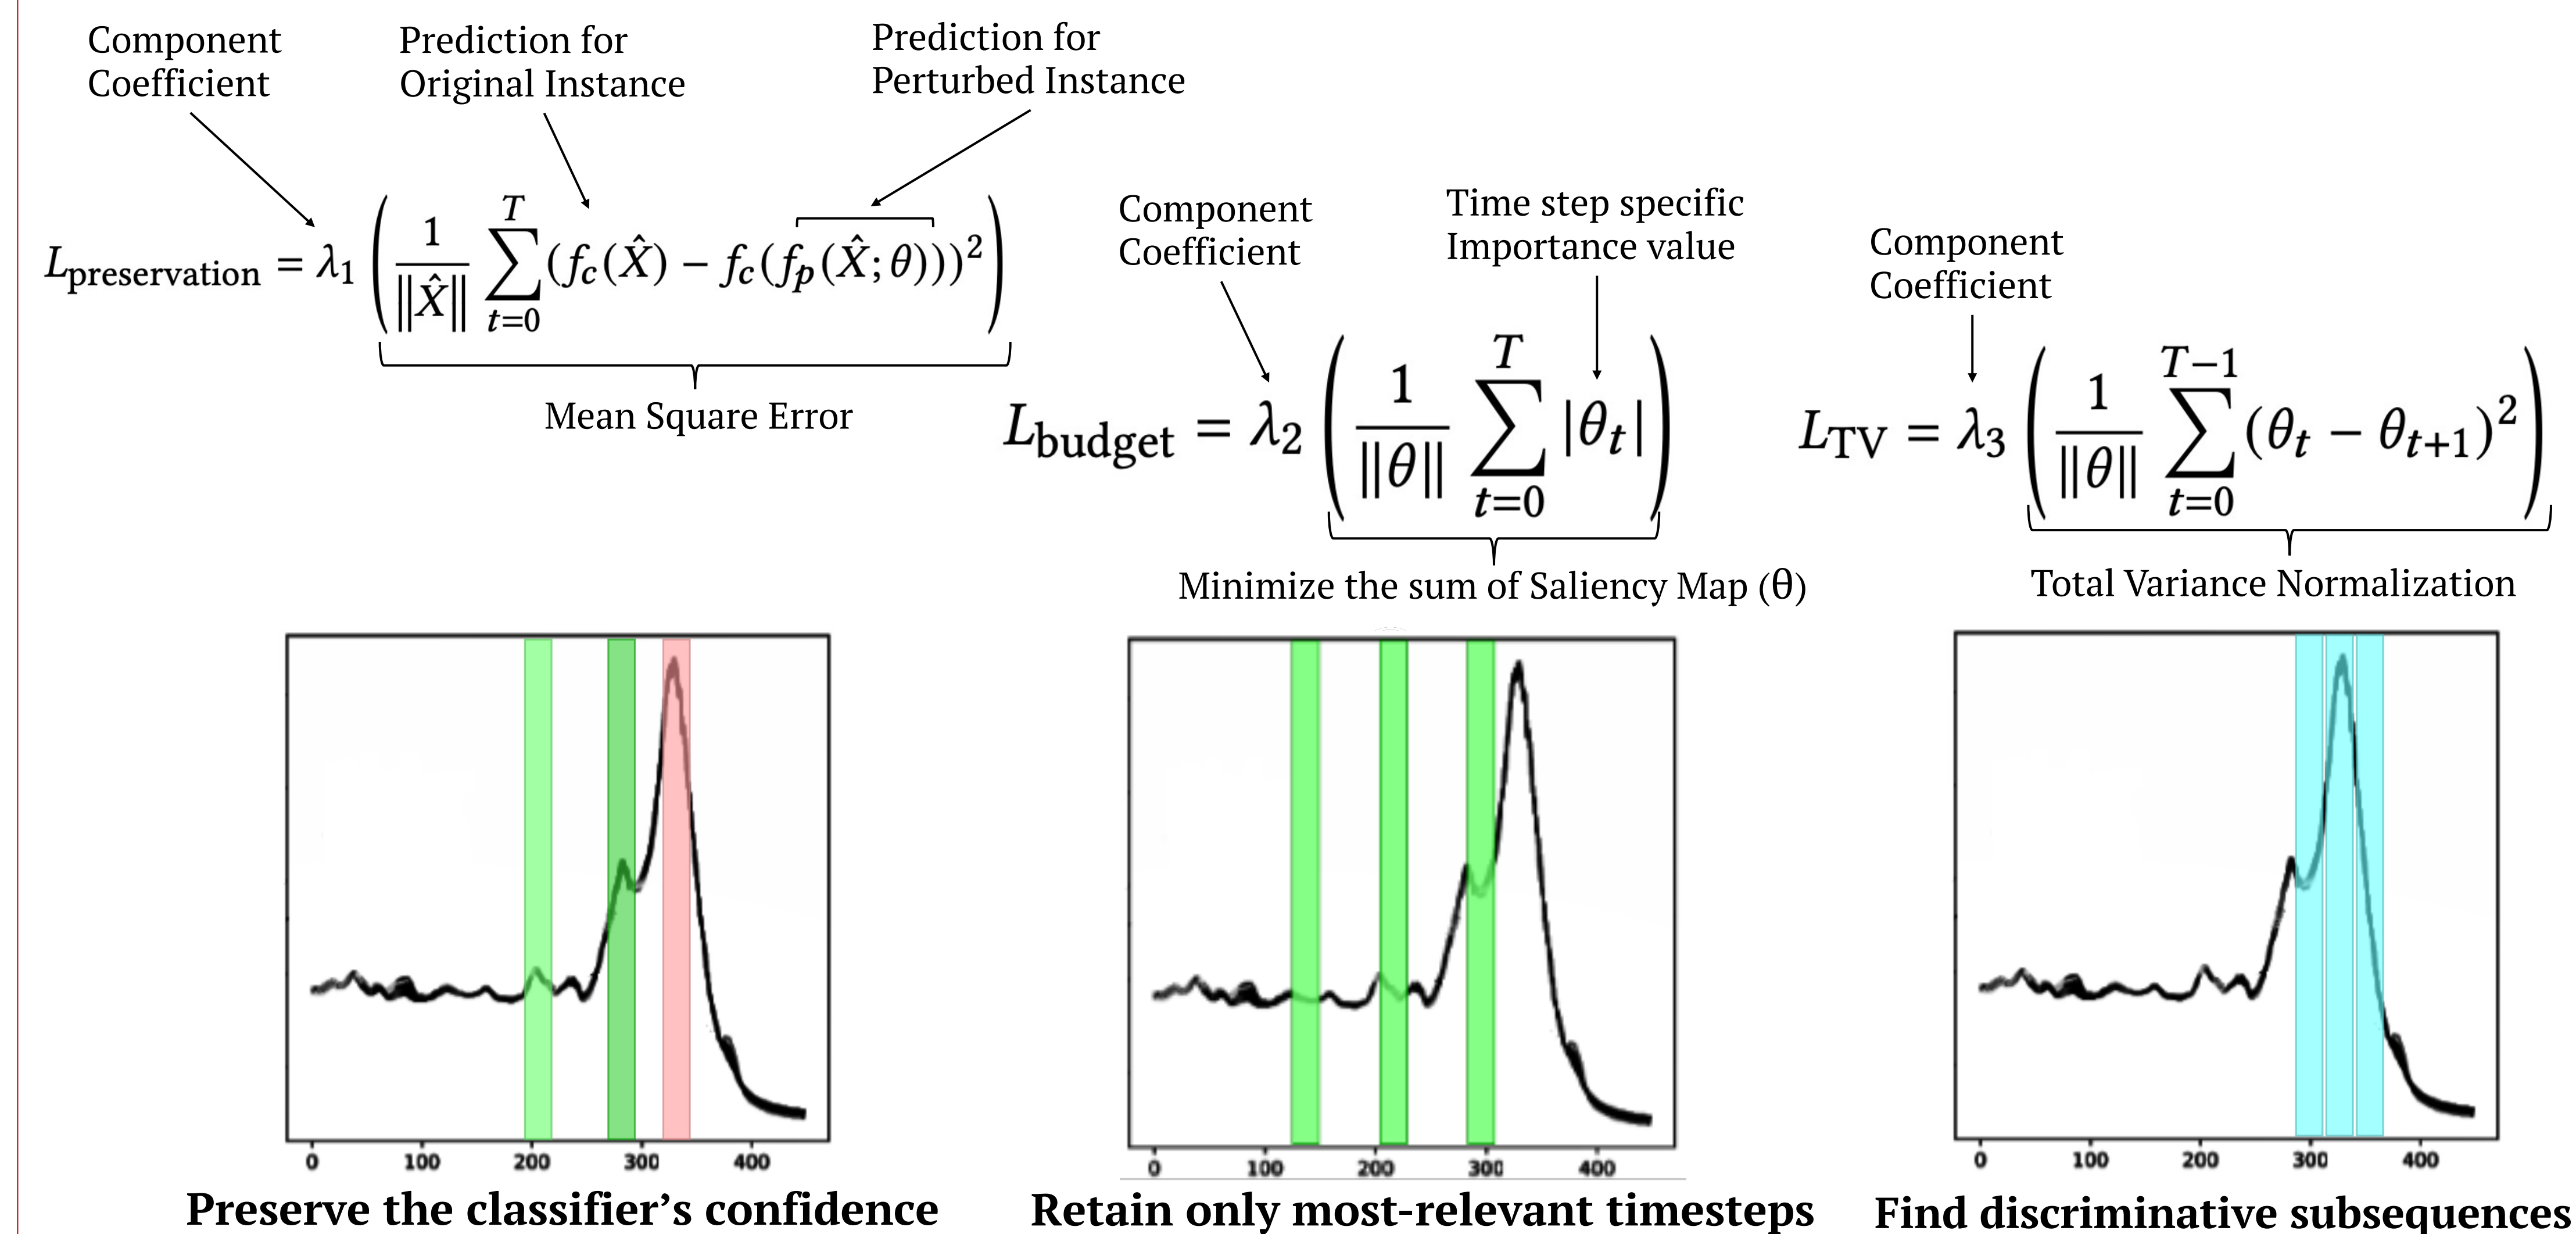 Component
Coefficient
Prediction for
Original Instance
Prediction for
Perturbed Instance
L_preservation = λ₁ ( 1/‖X̂‖ ∑_{t=0}^{T} (f_c(X̂) − f_c(f_p(X̂; θ)))² )
Mean Square Error
Component
Coefficient
Time step specific
Importance value
L_budget = λ₂ ( 1/‖θ‖ ∑_{t=0}^{T} |θ_t| )
Minimize the sum of Saliency Map (θ)
Component
Coefficient
L_TV = λ₃ ( 1/‖θ‖ ∑_{t=0}^{T−1} (θ_t − θ_{t+1})² )
Total Variance Normalization
0 100 200 300 400
Preserve the classifier’s confidence
0 100 200 300 400
Retain only most-relevant timesteps
0 100 200 300 400
Find discriminative subsequences